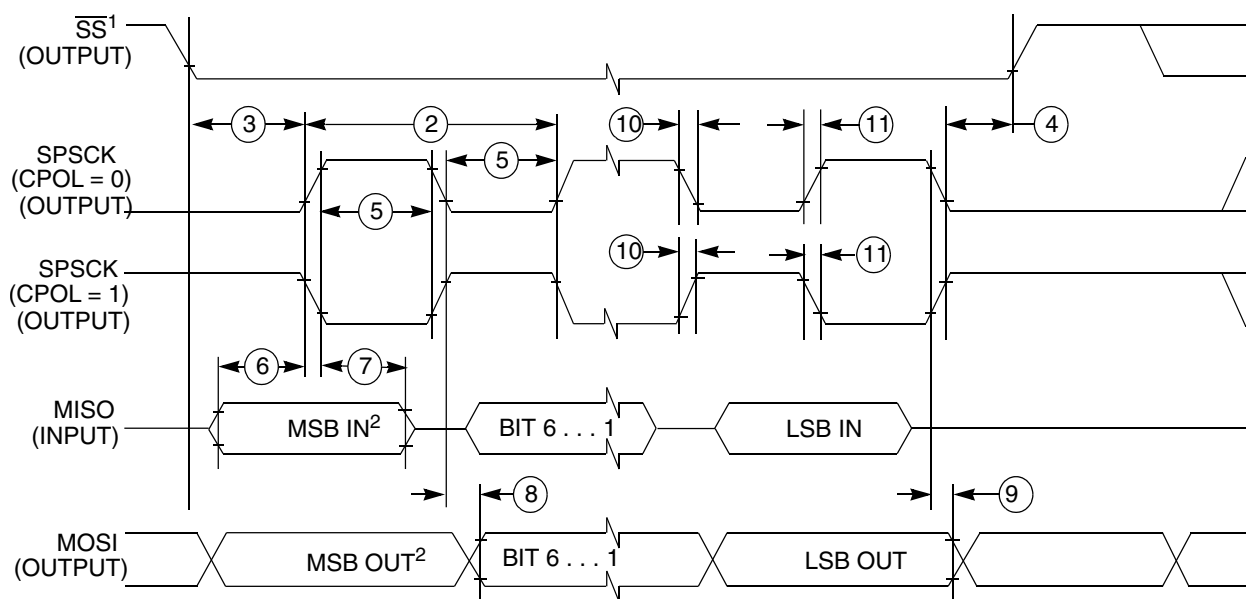 SS¹
(OUTPUT)
3
2
10
11
4
SPSCK
(CPOL = 0)
(OUTPUT)
5
5
SPSCK
(CPOL = 1)
(OUTPUT)
10
11
6
7
MISO
(INPUT)
MSB IN²
BIT 6 . . . 1
LSB IN
8
9
MOSI
(OUTPUT)
MSB OUT²
BIT 6 . . . 1
LSB OUT